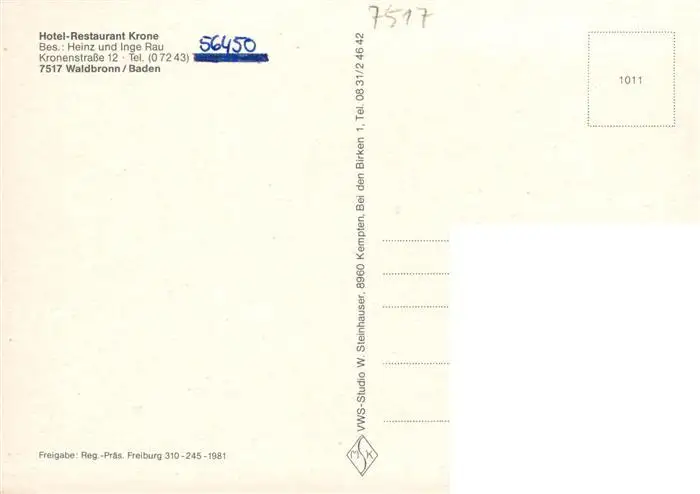 7517
Hotel-Restaurant Krone
Bes.: Heinz und Inge Rau
Kronenstraße 12 · Tel. (0 72 43) 56450
7517 Waldbronn / Baden
VWS-Studio W. Steinhauser, 8960 Kempten, Bei den Birken 1, Tel. 08 31/2 46 42
1011
Freigabe: Reg.-Präs. Freiburg 310 - 245 - 1981
M S K